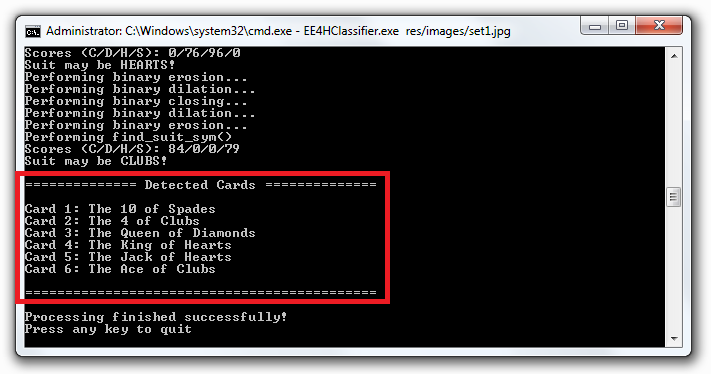 Administrator: C:\Windows\system32\cmd.exe - EE4HClassifier.exe  res/images/set1.jpg
Scores (C/D/H/S): 0/76/96/0
Suit may be HEARTS!
Performing binary erosion...
Performing binary dilation...
Performing binary closing...
Performing binary dilation...
Performing binary erosion...
Performing find_suit_sym()
Scores (C/D/H/S): 84/0/0/79
Suit may be CLUBS!
============== Detected Cards ==============
Card 1: The 10 of Spades
Card 2: The 4 of Clubs
Card 3: The Queen of Diamonds
Card 4: The King of Hearts
Card 5: The Jack of Hearts
Card 6: The Ace of Clubs
============================================
Processing finished successfully!
Press any key to quit